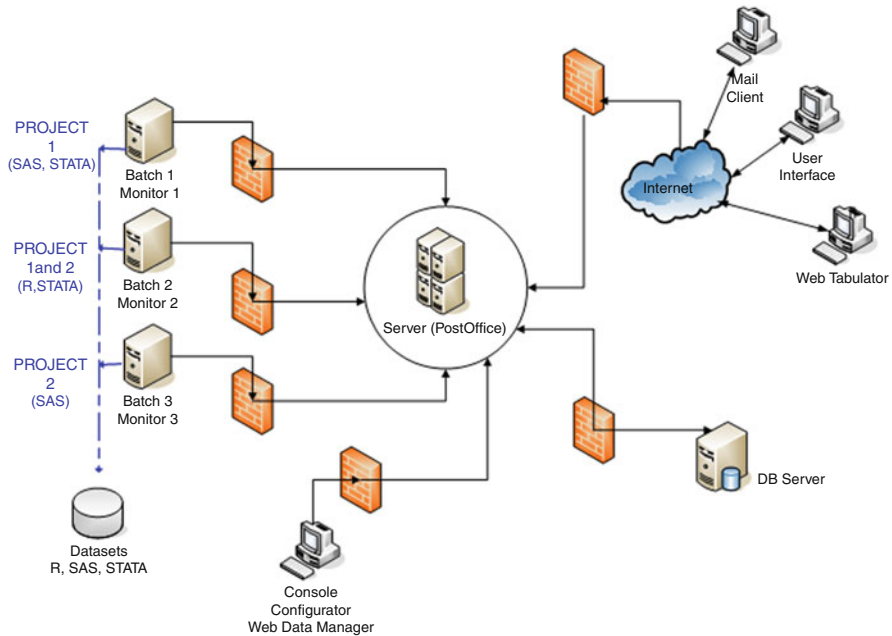 PROJECT
1
(SAS, STATA)
Batch 1
Monitor 1
PROJECT
1and 2
(R,STATA)
Batch 2
Monitor 2
PROJECT
2
(SAS)
Batch 3
Monitor 3
Datasets
R, SAS, STATA
Server (PostOffice)
Console
Configurator
Web Data Manager
Mail
Client
Internet
User
Interface
Web Tabulator
DB Server